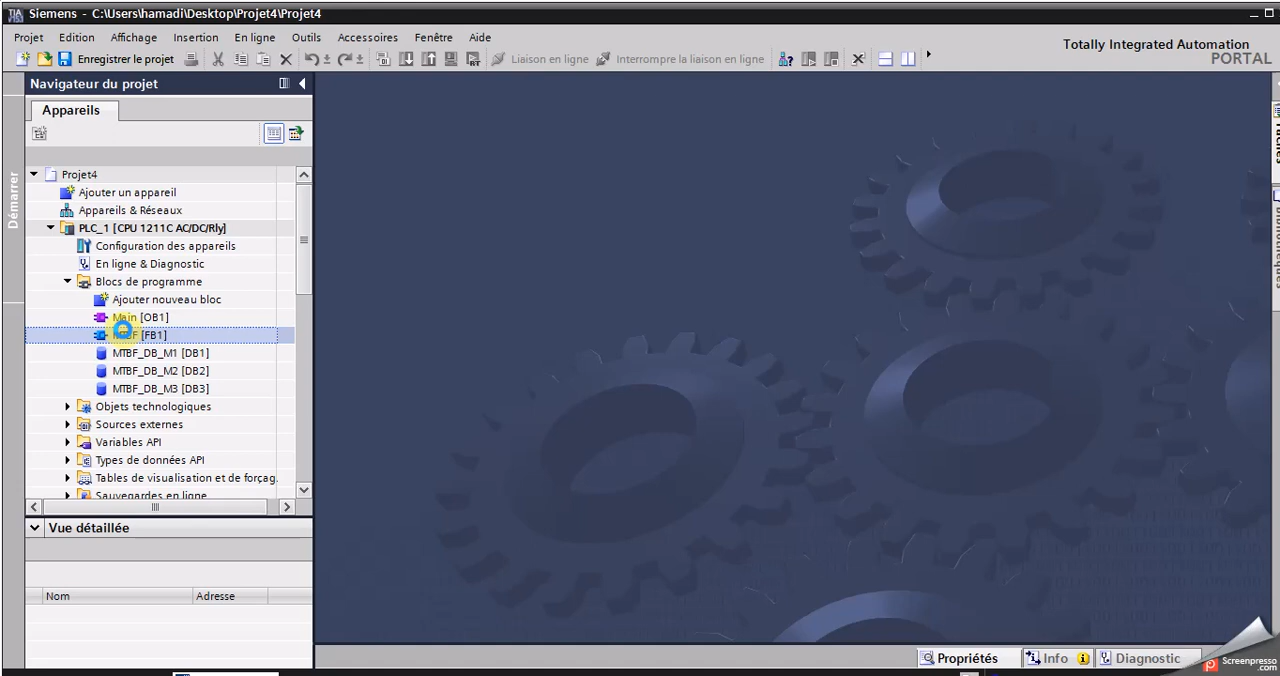 Siemens - C:\Users\hamadi\Desktop\Projet4\Projet4
Projet Edition Affichage Insertion En ligne Outils Accessoires Fenêtre Aide
Totally Integrated Automation
PORTAL
Enregistrer le projet
Liaison en ligne
Interrompre la liaison en ligne
Navigateur du projet
Appareils
Démarrer
Projet4
Ajouter un appareil
Appareils & Réseaux
PLC_1 [CPU 1211C AC/DC/Rly]
Configuration des appareils
En ligne & Diagnostic
Blocs de programme
Ajouter nouveau bloc
Main [OB1]
[FB1]
MTBF_DB_M1 [DB1]
MTBF_DB_M2 [DB2]
MTBF_DB_M3 [DB3]
Objets technologiques
Sources externes
Variables API
Types de données API
Tables de visualisation et de forçag
Sauvegardes en ligne
Vue détaillée
Nom Adresse
Propriétés Info Diagnostic
Screenpresso
.com